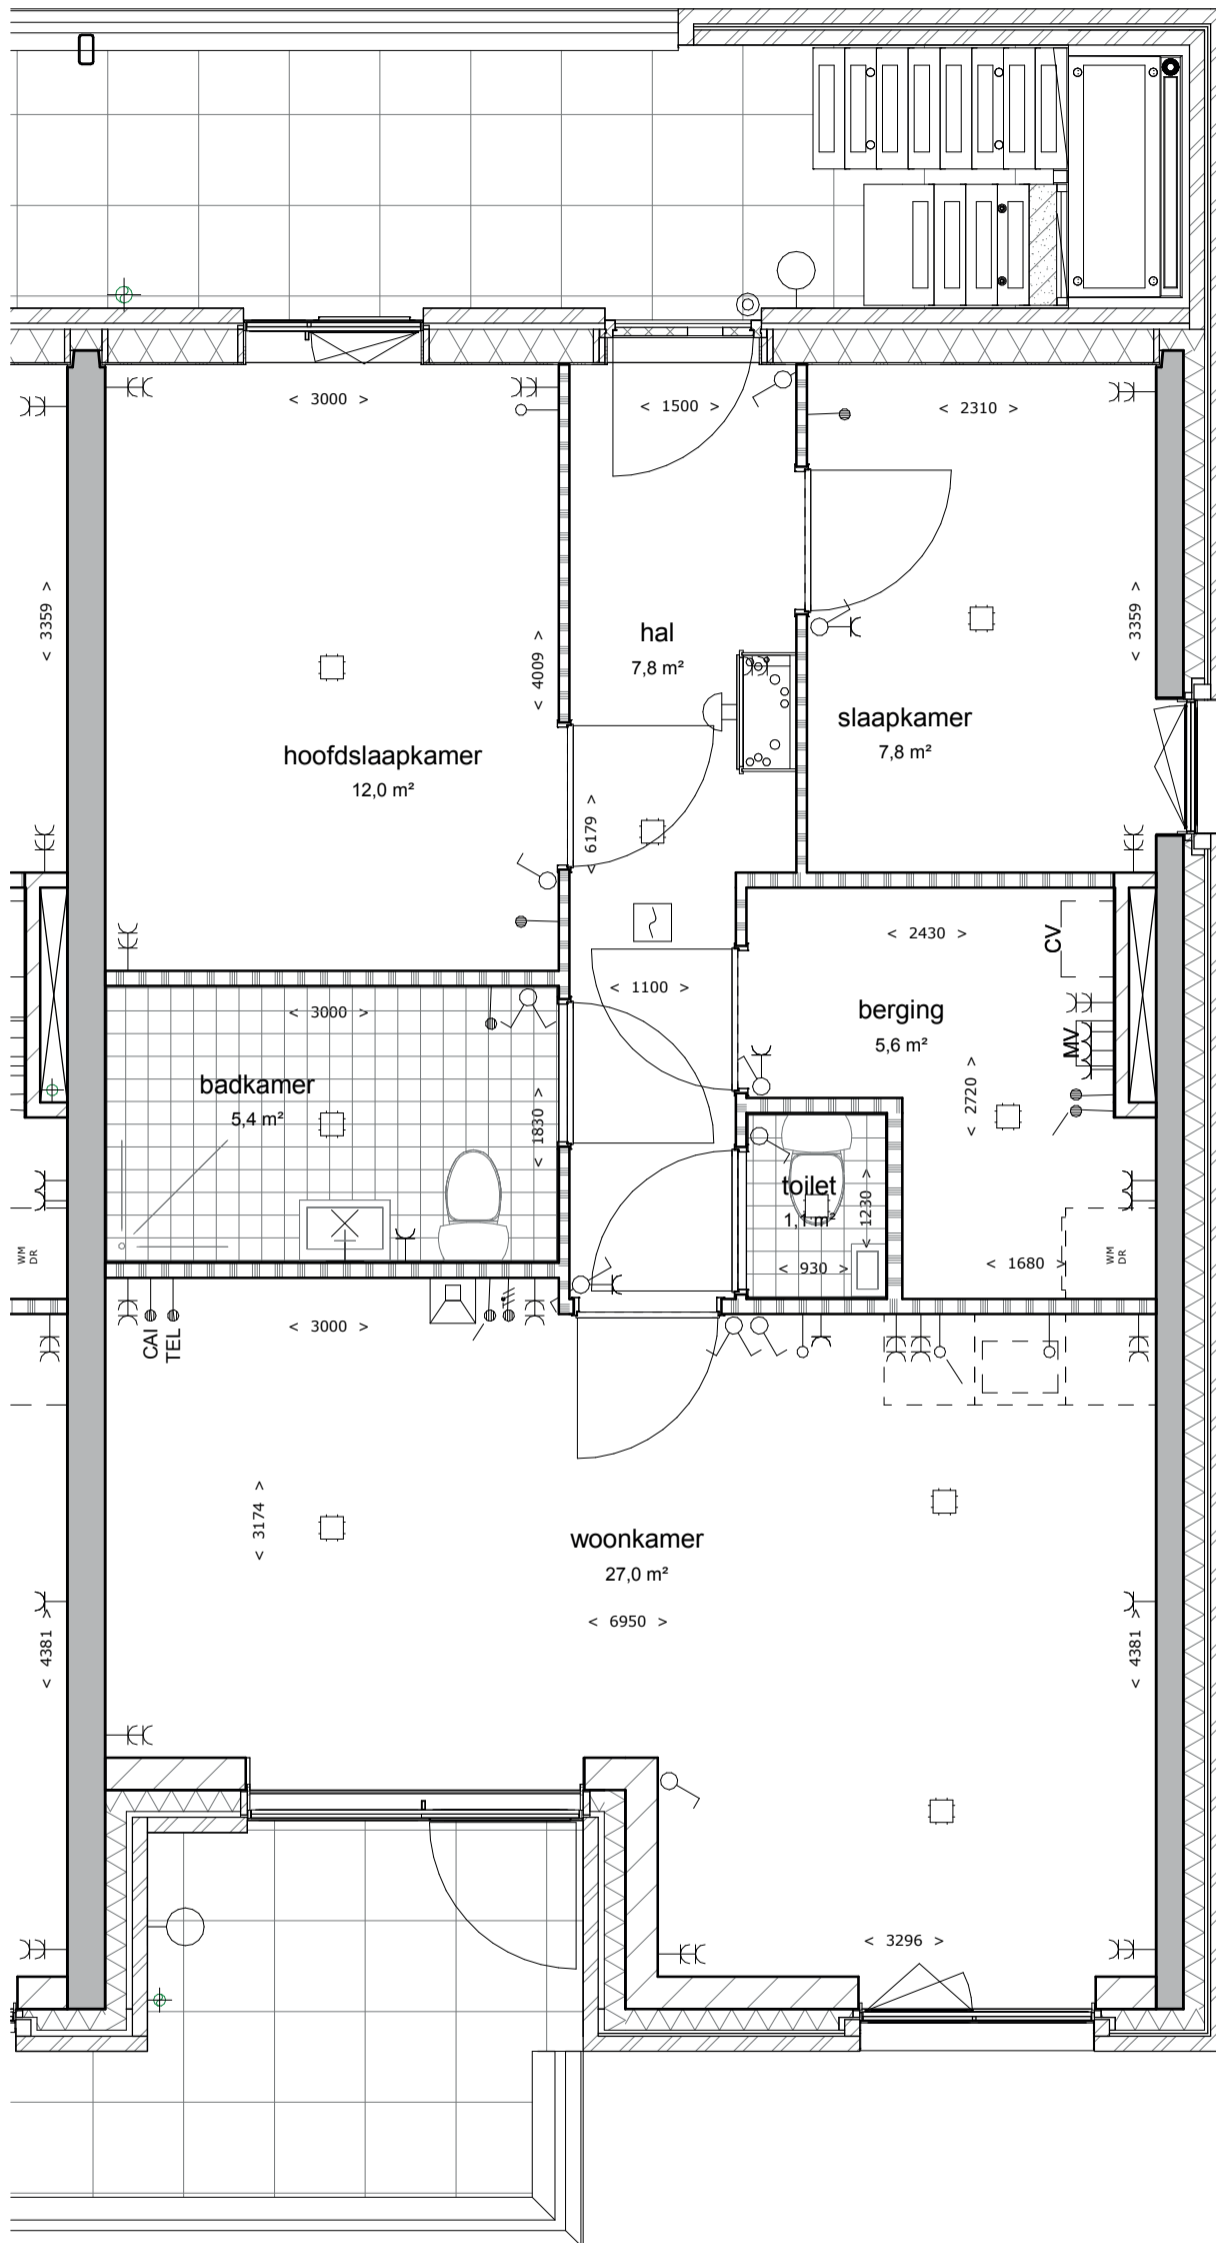 < 3000 >
< 1500 >
< 2310 >
< 3359 >
< 4009 >
< 3359 >
hal
7,8 m²
slaapkamer
7,8 m²
hoofdslaapkamer
12,0 m²
< 6179 >
< 2430 >
CV
< 1100 >
< 3000 >
berging
5,6 m²
MV
badkamer
5,4 m²
< 1830 >
< 2720 >
toilet
1,1 m²
< 1230 >
< 930 >
< 1680 >
WM
DR
WM
DR
CAI
TEL
< 3000 >
< 3174 >
woonkamer
27,0 m²
< 6950 >
< 4381 >
< 4381 >
< 3296 >